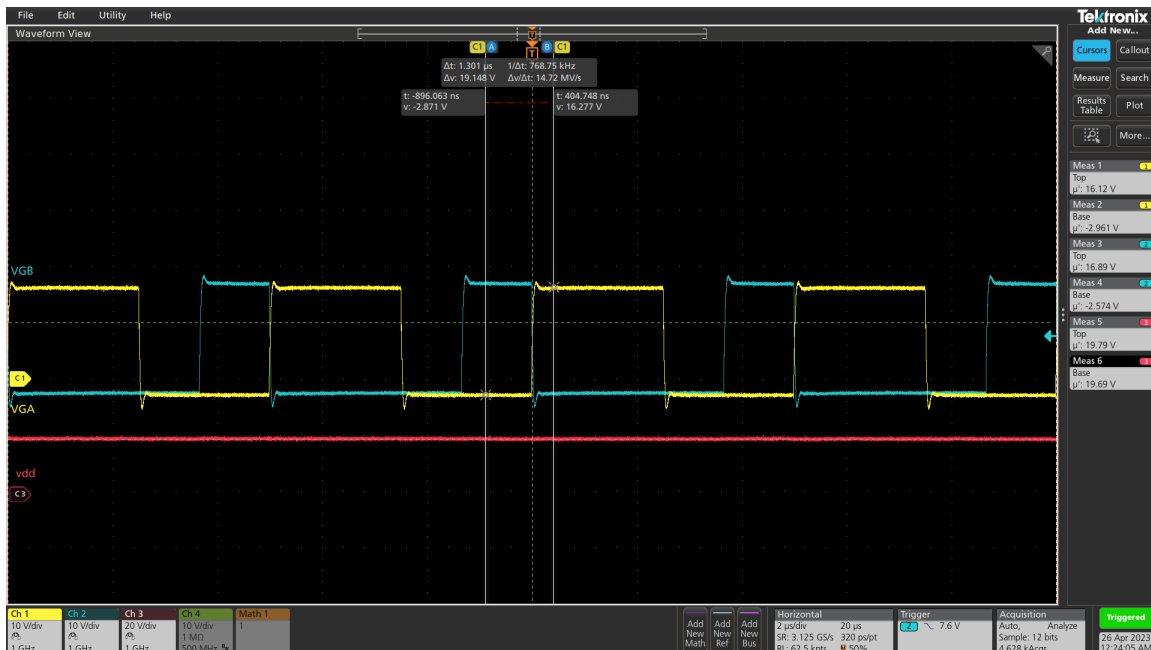 File Edit Utility Help
Tektronix
Waveform View
Add New...
C1 A T B C1
T
Cursors Callout
Δt: 1.301 µs 1/Δt: 768.75 kHz
Δv: 19.148 V Δv/Δt: 14.72 MV/s
Measure Search
t: -896.063 ns
v: -2.871 V
t: 404.748 ns
v: 16.277 V
Results
Table
Plot
More...
Meas 1 1
Top
µ': 16.12 V
Meas 2 1
Base
µ': -2.961 V
Meas 3 2
Top
µ': 16.89 V
Meas 4 2
Base
µ': -2.574 V
Meas 5 3
Top
µ': 19.79 V
Meas 6 3
Base
µ': 19.69 V
VGB
C1
VGA
vdd
C3
Ch 1
10 V/div
1 GHz
Ch 2
10 V/div
1 GHz
Ch 3
20 V/div
1 GHz
Ch 4
10 V/div
1 MΩ
500 MHz
Math 1
1
Add
New
Math
Add
New
Ref
Add
New
Bus
Horizontal
2 µs/div 20 µs
SR: 3.125 GS/s 320 ps/pt
RL: 62.5 kpts 50%
Trigger
2 7.6 V
Acquisition
Auto, Analyze
Sample: 12 bits
4.628 kAcqs
Triggered
26 Apr 2023
12:24:05 AM